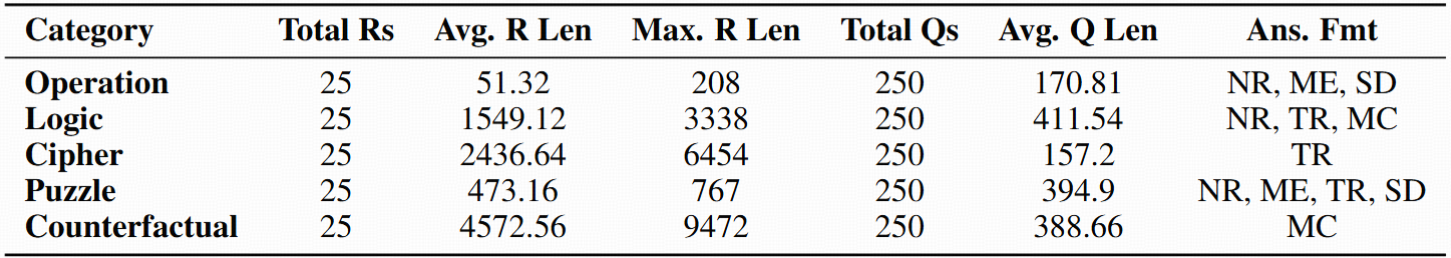 Category Total Rs Avg. R Len Max. R Len Total Qs Avg. Q Len Ans. Fmt
Operation 25 51.32 208 250 170.81 NR, ME, SD
Logic 25 1549.12 3338 250 411.54 NR, TR, MC
Cipher 25 2436.64 6454 250 157.2 TR
Puzzle 25 473.16 767 250 394.9 NR, ME, TR, SD
Counterfactual 25 4572.56 9472 250 388.66 MC